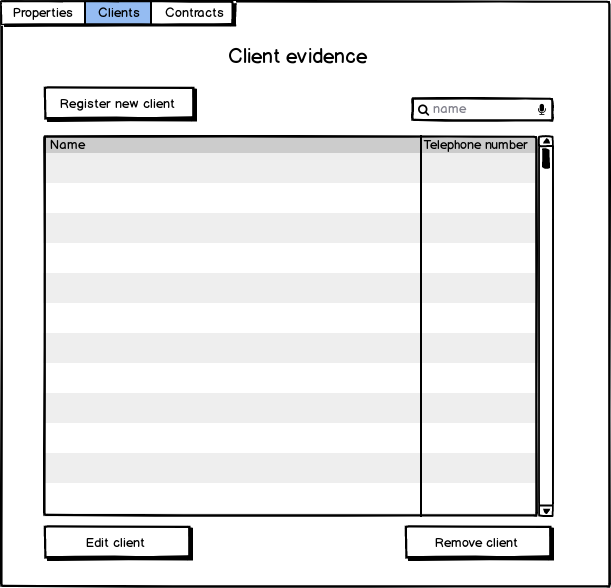 Properties Clients Contracts
Client evidence
Register new client
name
Name Telephone number
Edit client Remove client